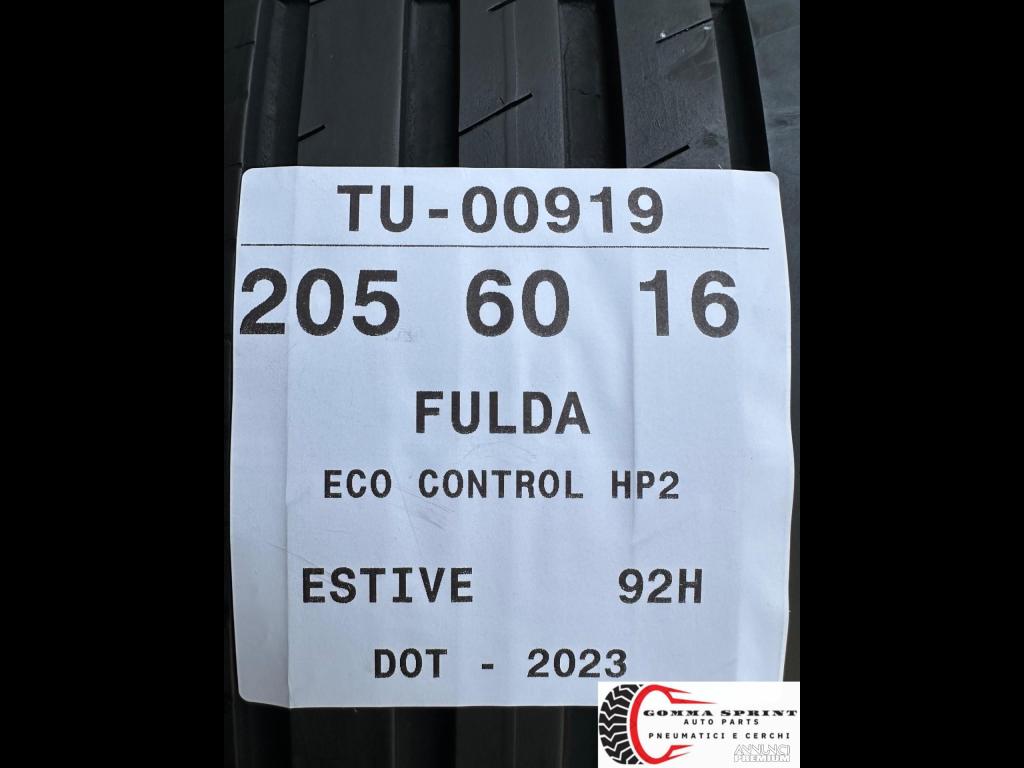 TU-00919
205 60 16
FULDA
ECO CONTROL HP2
ESTIVE 92H
DOT - 2023
GOMMA SPRINT
AUTO PARTS
PNEUMATICI E CERCHI
ANNUNCI
PREMIUM